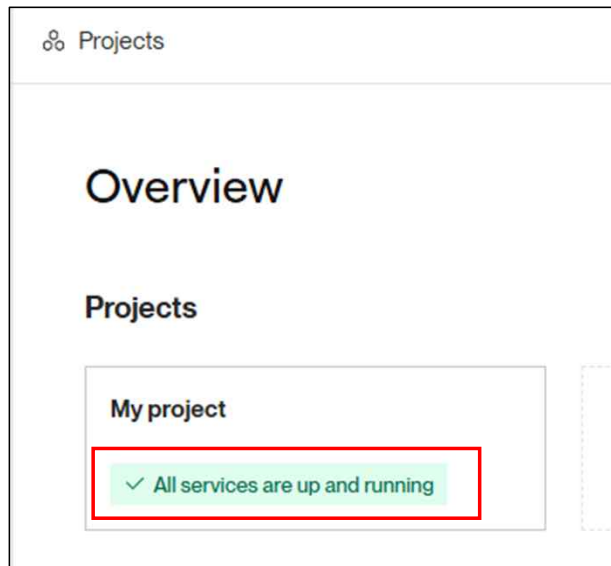 Projects
Overview
Projects
My project
All services are up and running